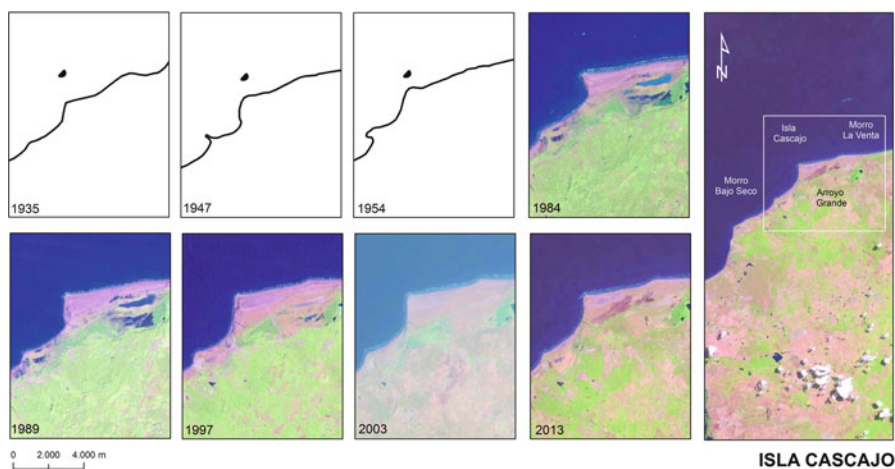 1935
1947
1954
1984
N
Isla
Cascajo
Morro
La Venta
Morro
Bajo Seco
Arroyo
Grande
1989
1997
2003
2013
0 2.000 4.000 m
ISLA CASCAJO